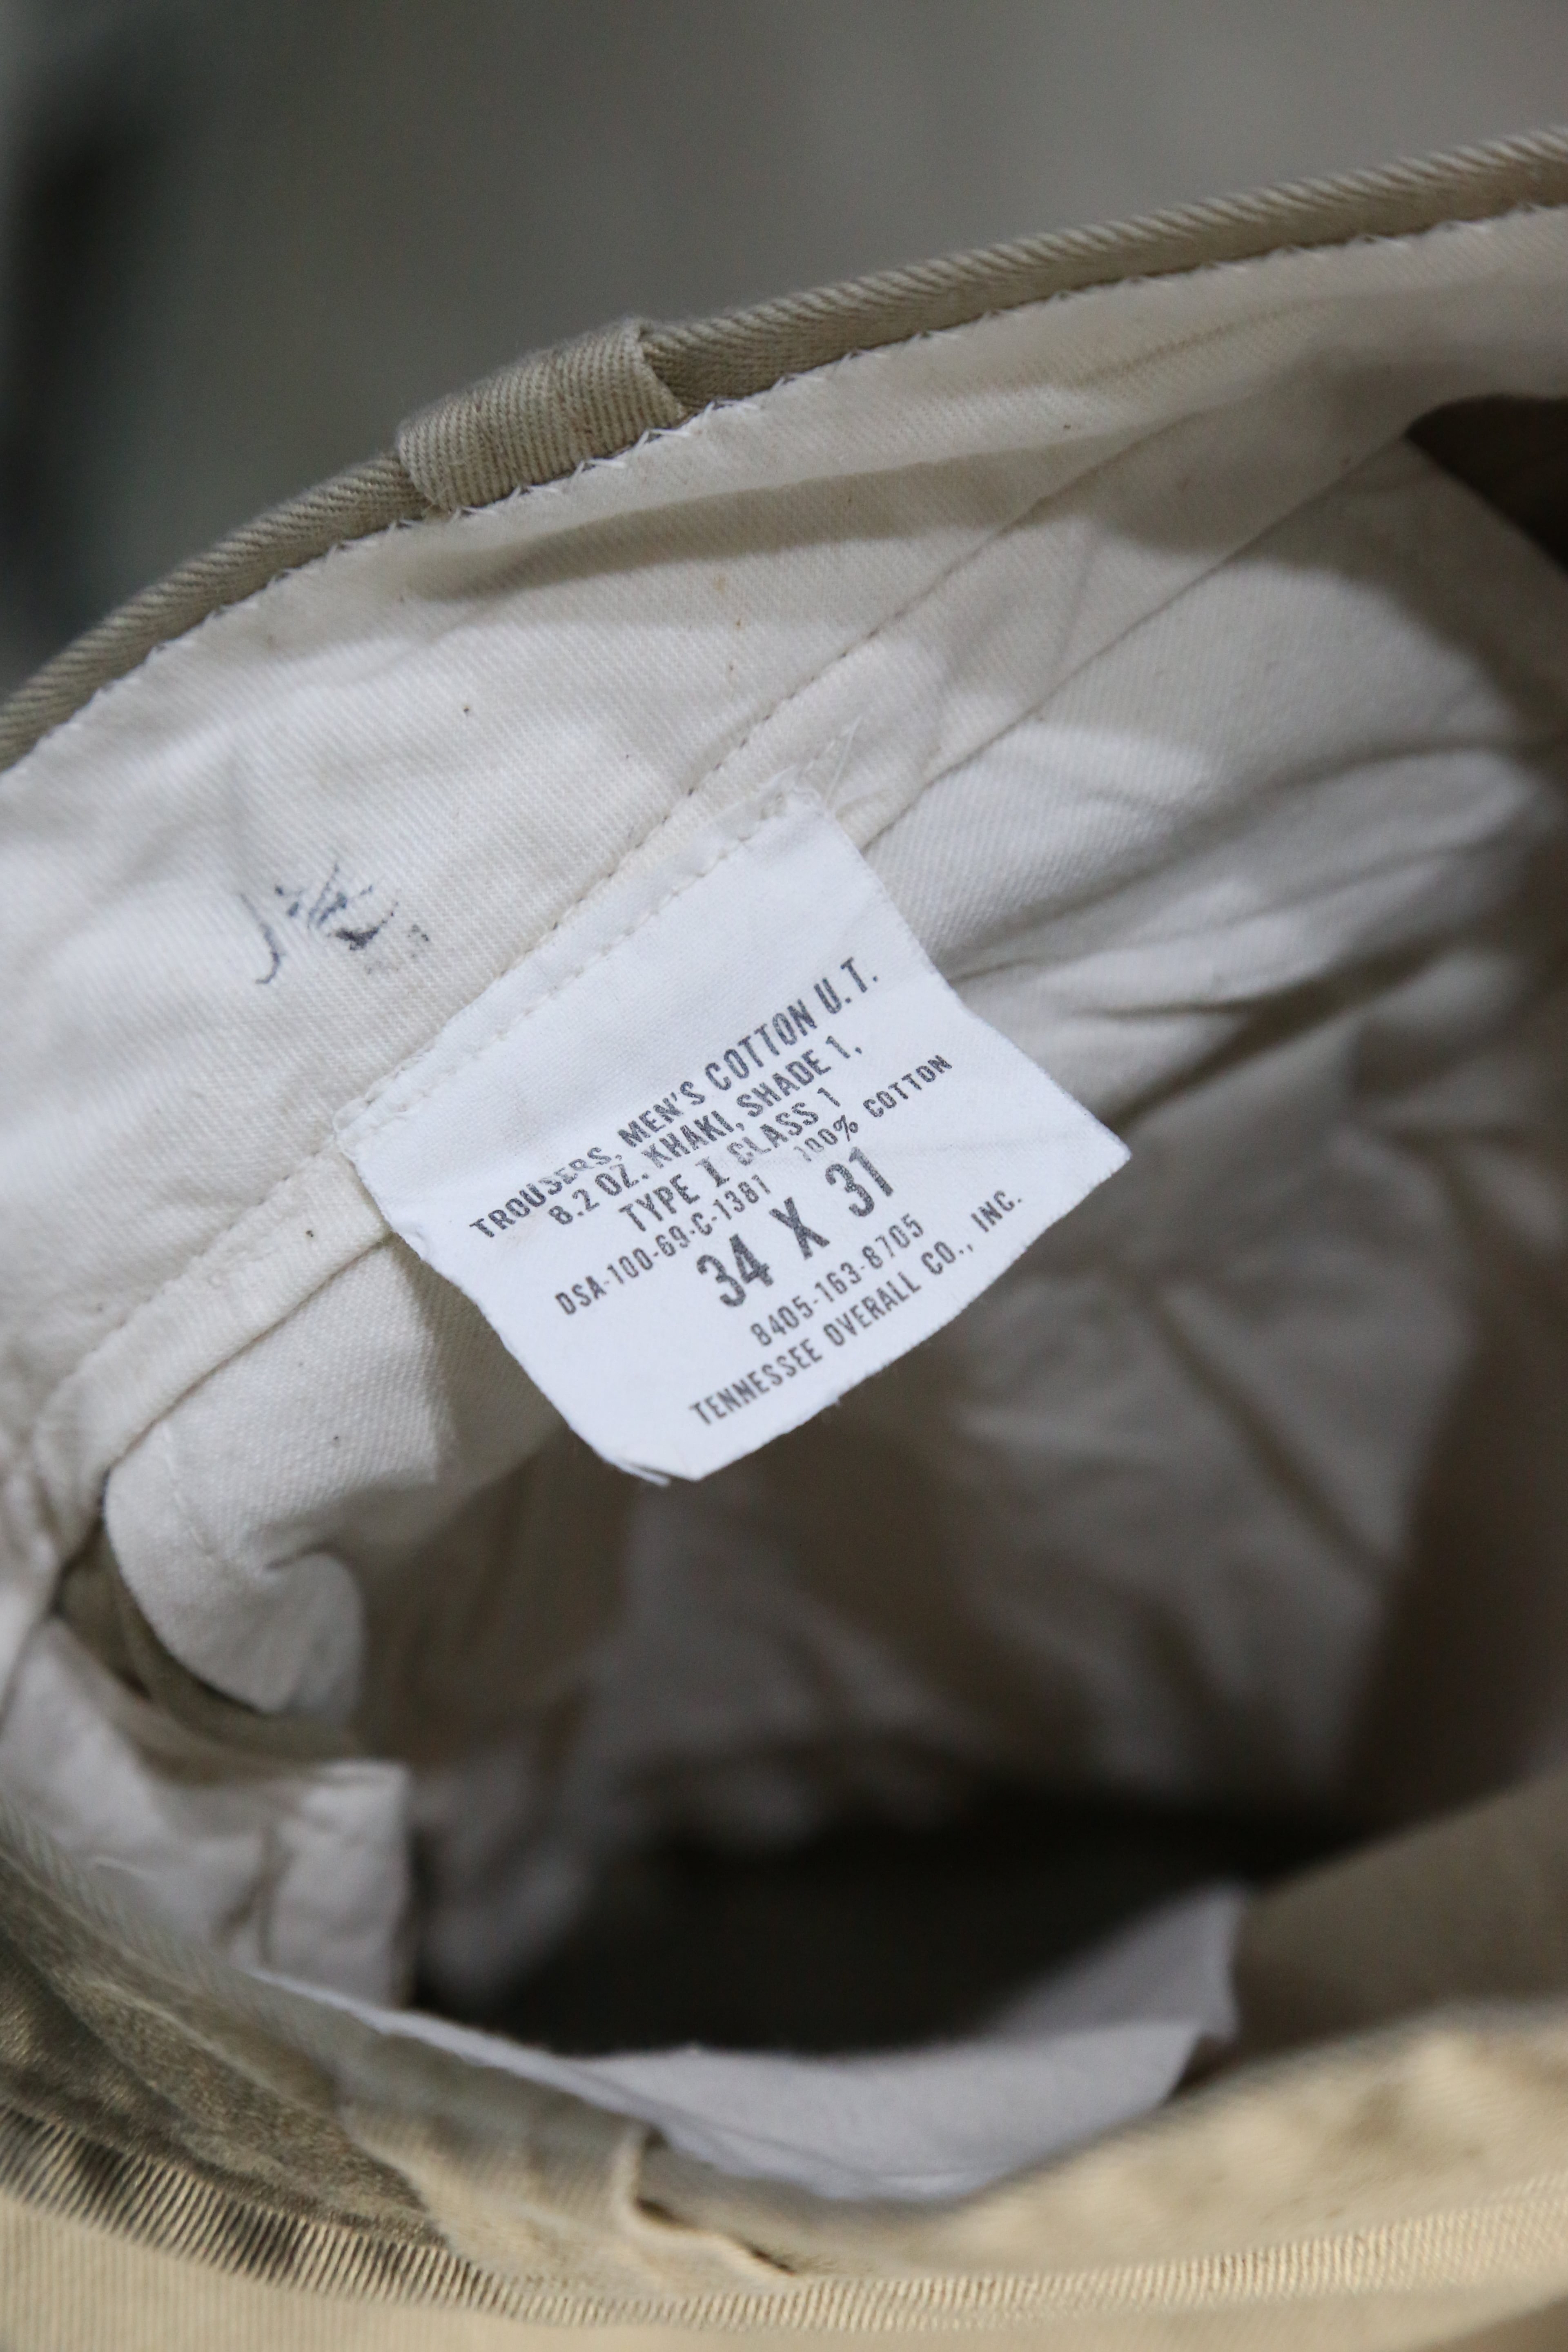 TROUSERS, MEN'S COTTON U.T.
8.2 OZ. KHAKI, SHADE 1,
TYPE I CLASS 1
DSA-100-69-C-1381 100% COTTON
34 X 31
8405-163-8705
TENNESSEE OVERALL CO., INC.